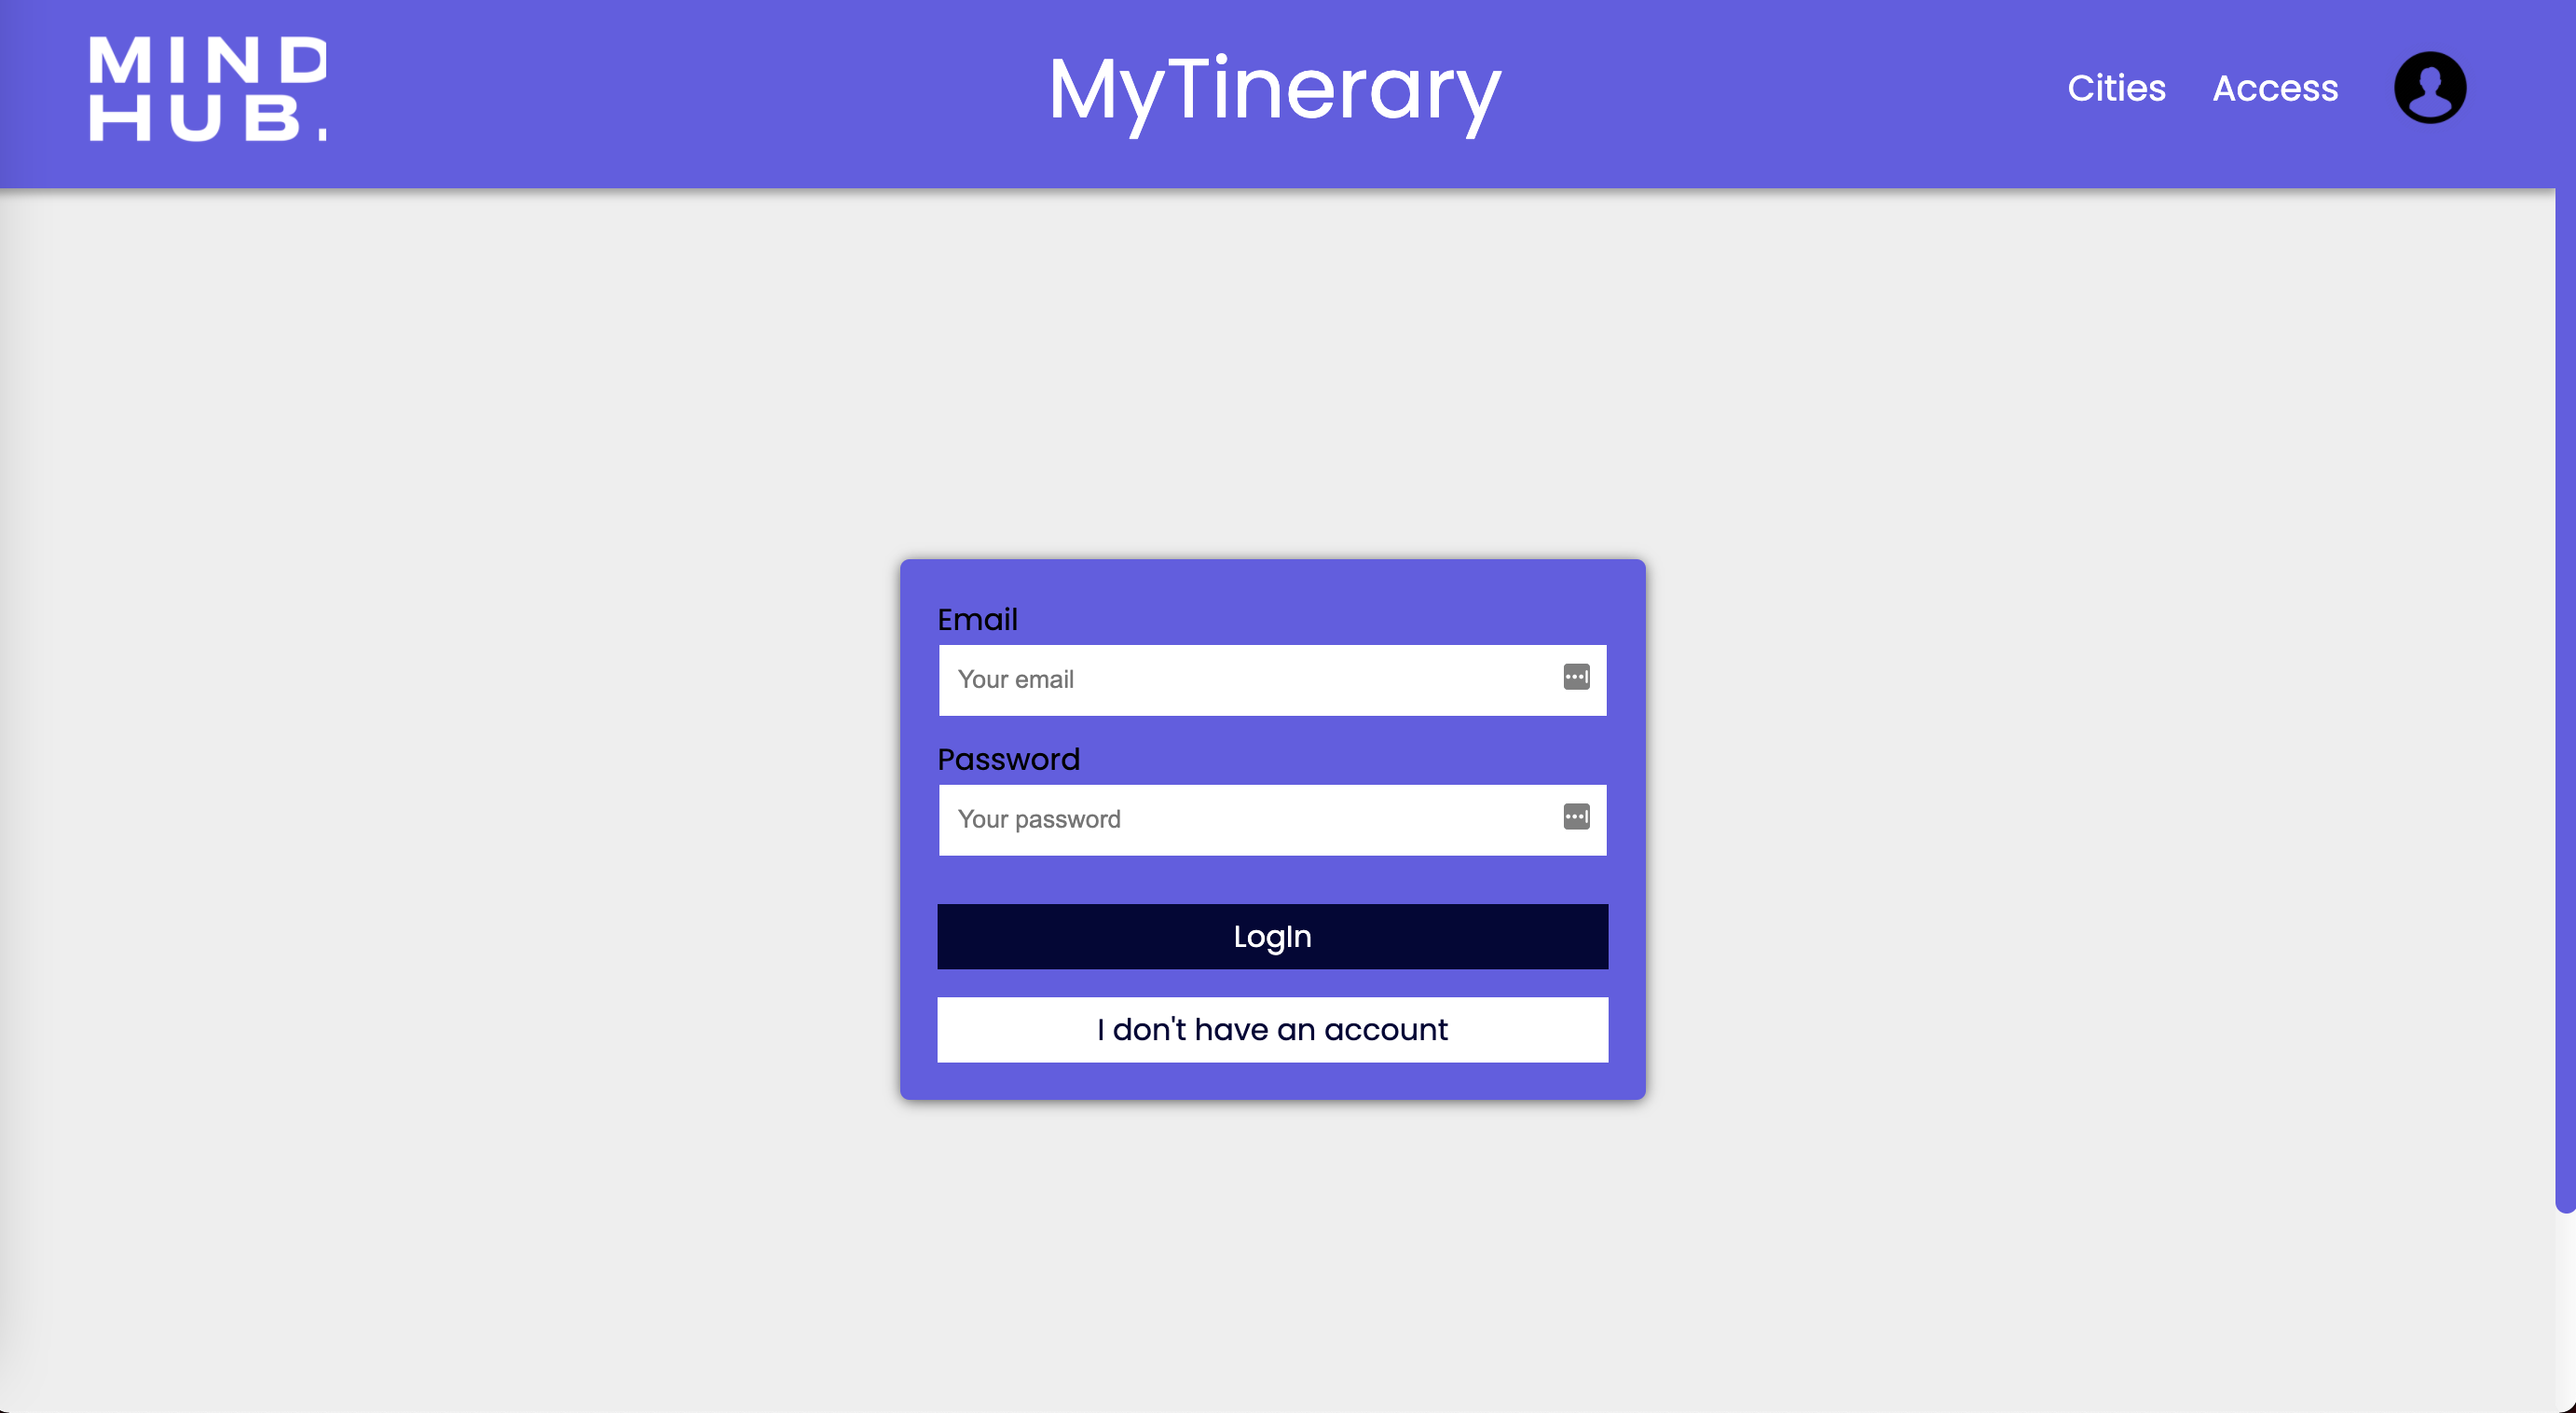 MIND
HUB.
MyTinerary
Cities
Access
Email
Your email
Password
Your password
LogIn
I don't have an account